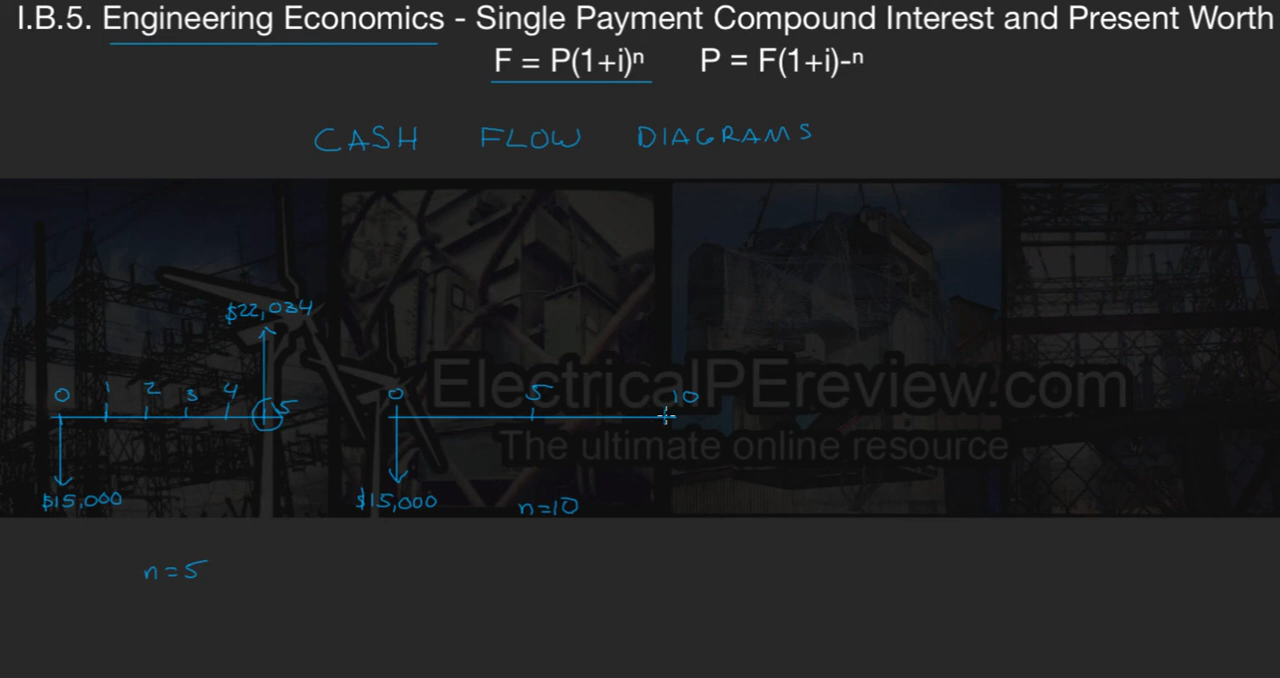 I.B.5. Engineering Economics - Single Payment Compound Interest and Present Worth
F = P(1+i)ⁿ P = F(1+i)-ⁿ
CASH FLOW DIAGRAMS
$22,034
0 1 2 3 4 5
$15,000
n=5
0 5 10
$15,000
n=10
ElectricalPEreview.com
The ultimate online resource